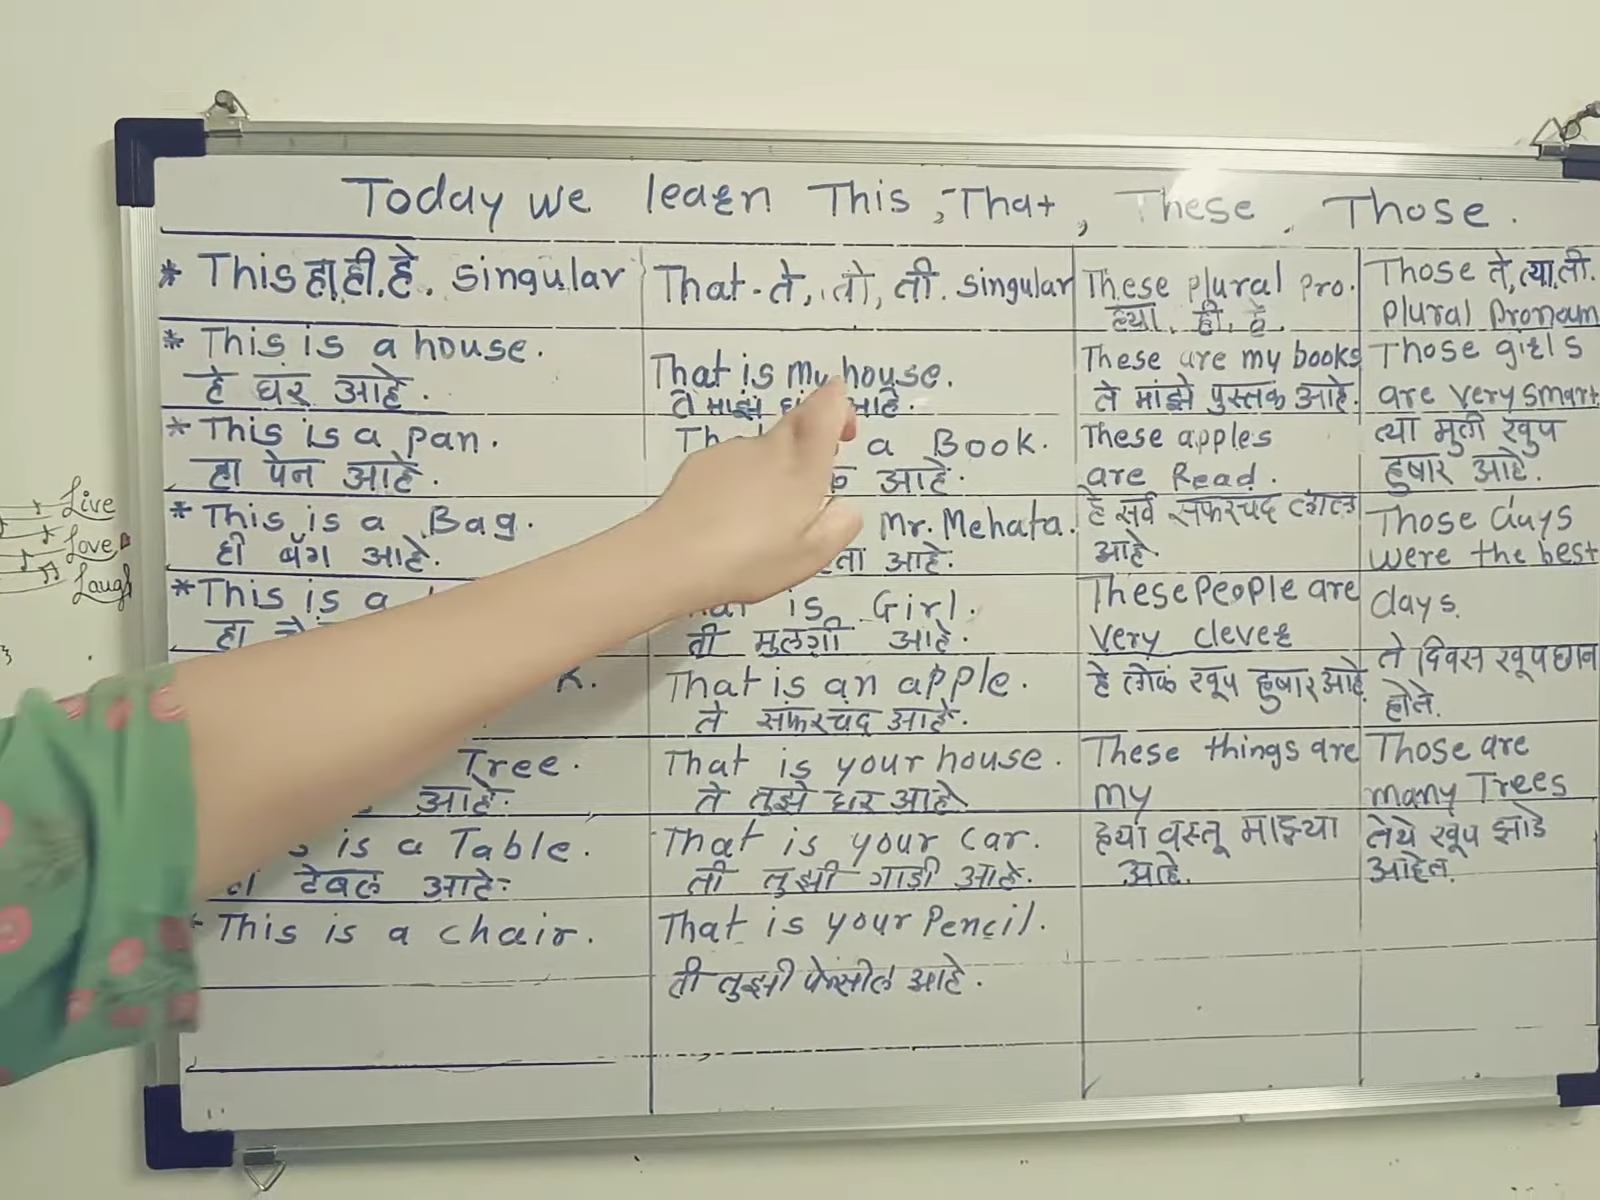 Today we learn This, That, These, Those.
* This हा, ही, हे. singular
* This is a house.
हे घर आहे.
* This is a pan.
हा पेन आहे.
* This is a Bag.
ही बॅग आहे.
* This is a
हा
Tree.
आहे.
is a Table.
टेबल आहे.
This is a chair.
That - ते, तो, ती. singular
That is my house.
ते माझं आहे.
a Book.
आहे.
Mr. Mehata.
आहे.
is Girl.
ती मुलगी आहे.
That is an apple.
ते सफरचंद आहे.
That is your house.
ते तुझे घर आहे
That is your car.
ती तुझी गाडी आहे.
That is your Pencil.
ती तुझी पेन्सील आहे.
These plural pro.
ह्या, ही, हे.
These are my books
ते मांझे पुस्तक आहे.
These apples
are Read.
हे सर्व सफरचंद
आहे.
These People are
very clever
हे लोकं खूप हुषार आहे.
These things are
my
हया वस्तू माझ्या
आहे.
Those ते, त्या, ती.
Plural Pronoun
Those girls
are very smart
त्या मुली खुप
हुषार आहे.
Those days
were the best
days.
ते दिवस खूप छान
होते.
Those are
many Trees
तेथे खूप झाडे
आहेत.
Live
Love
Laugh